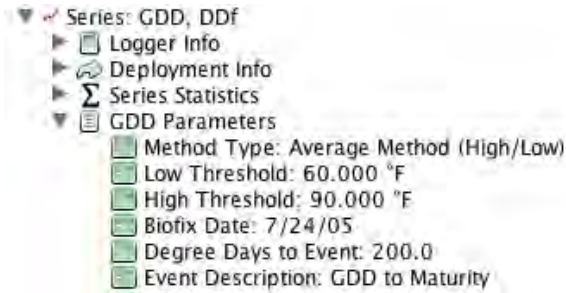 Series: GDD, DDf
Logger Info
Deployment Info
Σ Series Statistics
GDD Parameters
Method Type: Average Method (High/Low)
Low Threshold: 60.000 °F
High Threshold: 90.000 °F
Biofix Date: 7/24/05
Degree Days to Event: 200.0
Event Description: GDD to Maturity